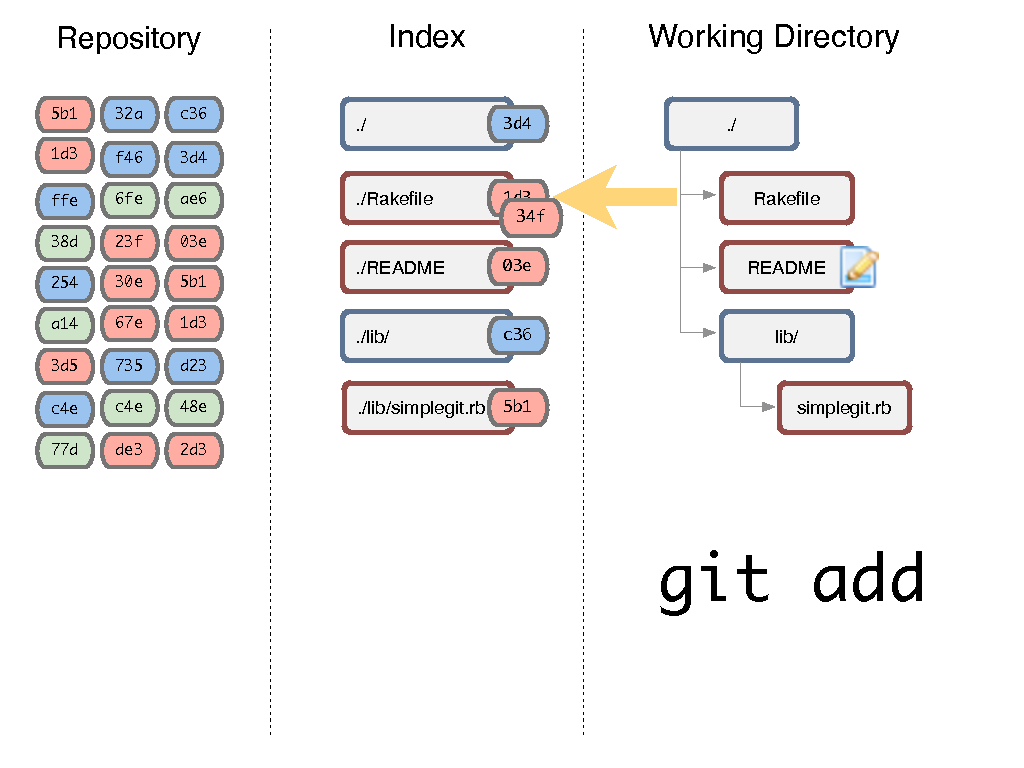 Repository
Index
Working Directory
5b1 32a c36
1d3 f46 3d4
ffe 6fe ae6
38d 23f 03e
254 30e 5b1
a14 67e 1d3
3d5 735 d23
c4e c4e 48e
77d de3 2d3
./ 3d4
./Rakefile 1d3
34f
./README 03e
./lib/ c36
./lib/simplegit.rb 5b1
./
Rakefile
README
lib/
simplegit.rb
git add